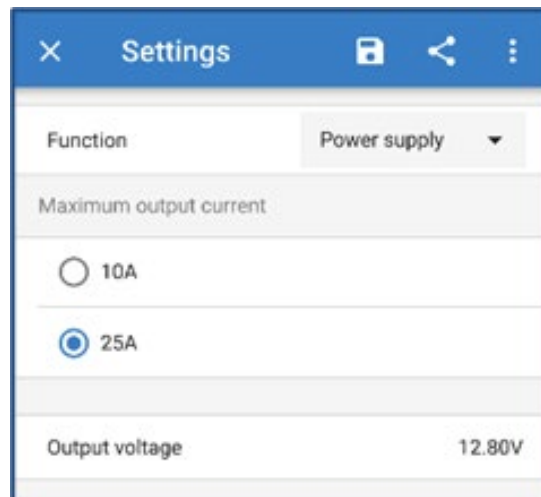 Settings
Function Power supply
Maximum output current
10A
25A
Output voltage 12.80V